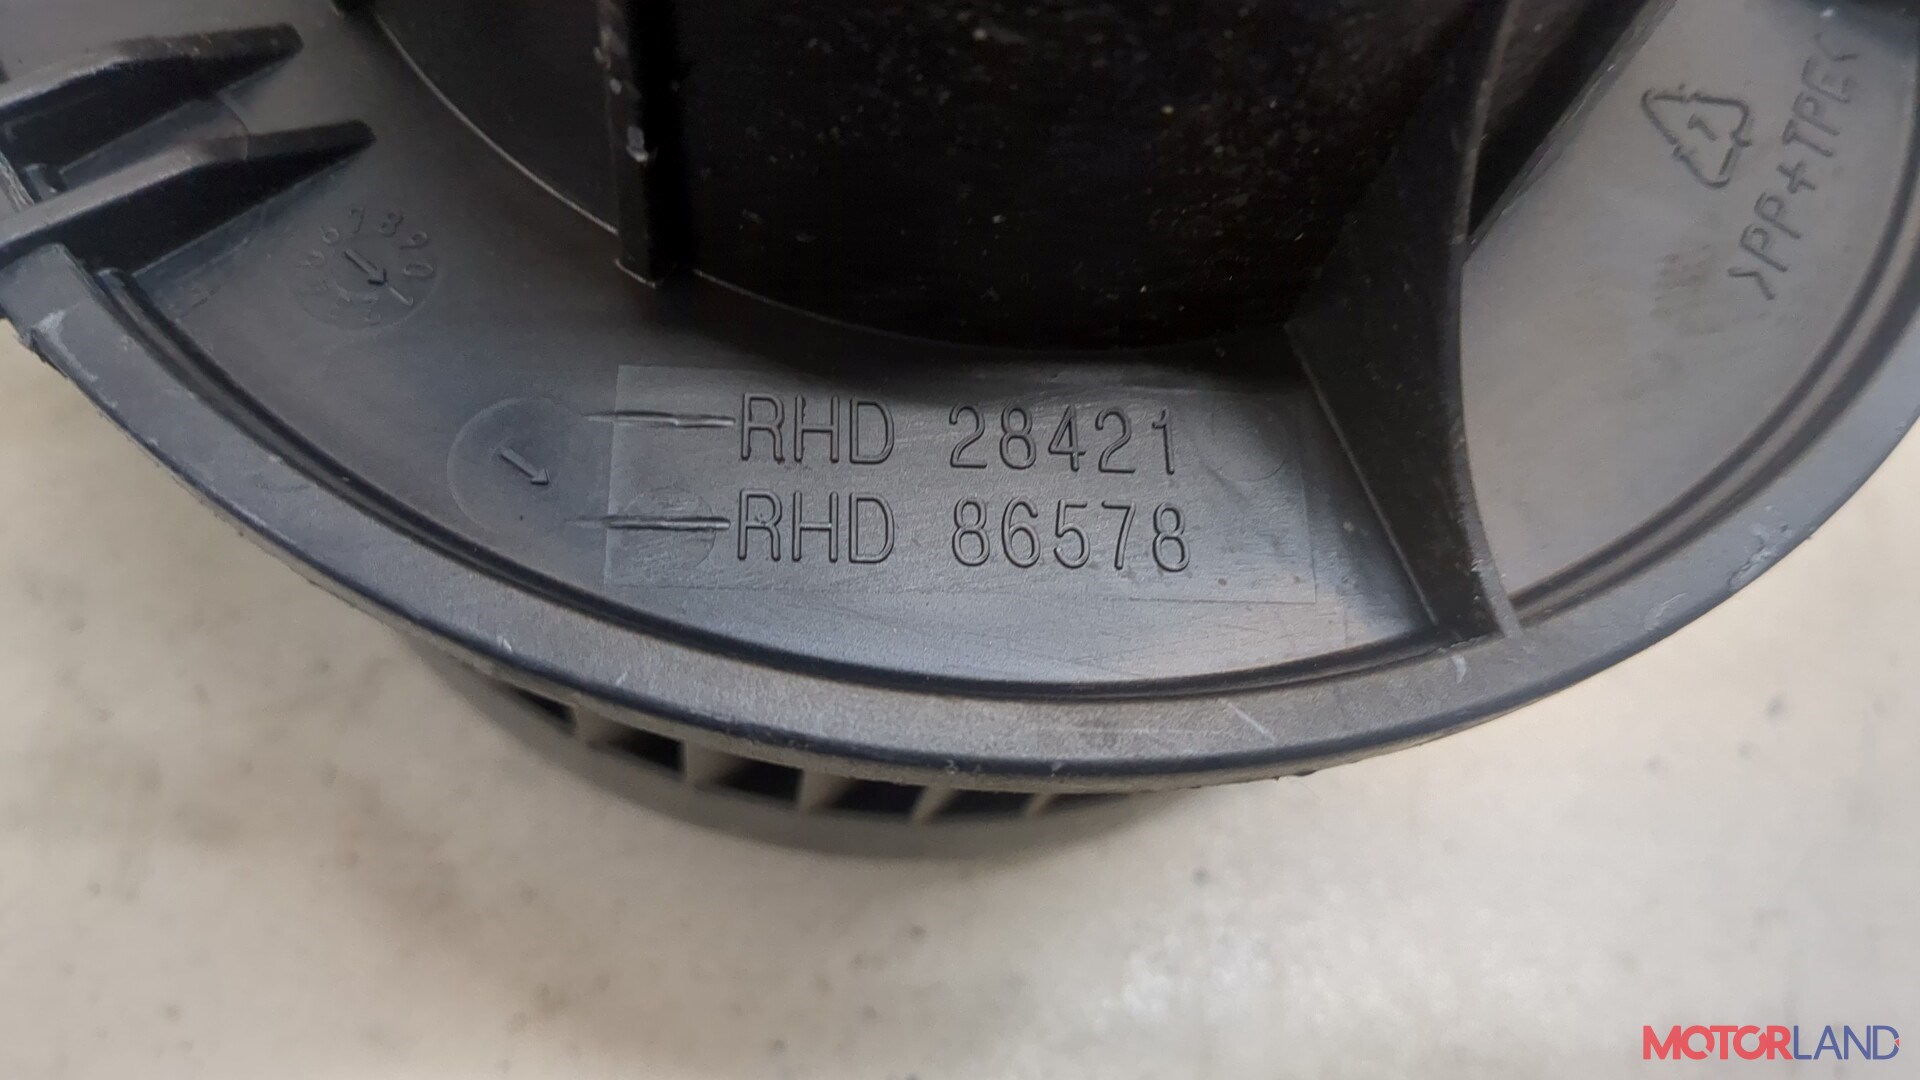 >PP+TPE<
RHD 28421
RHD 86578
MOTORLAND